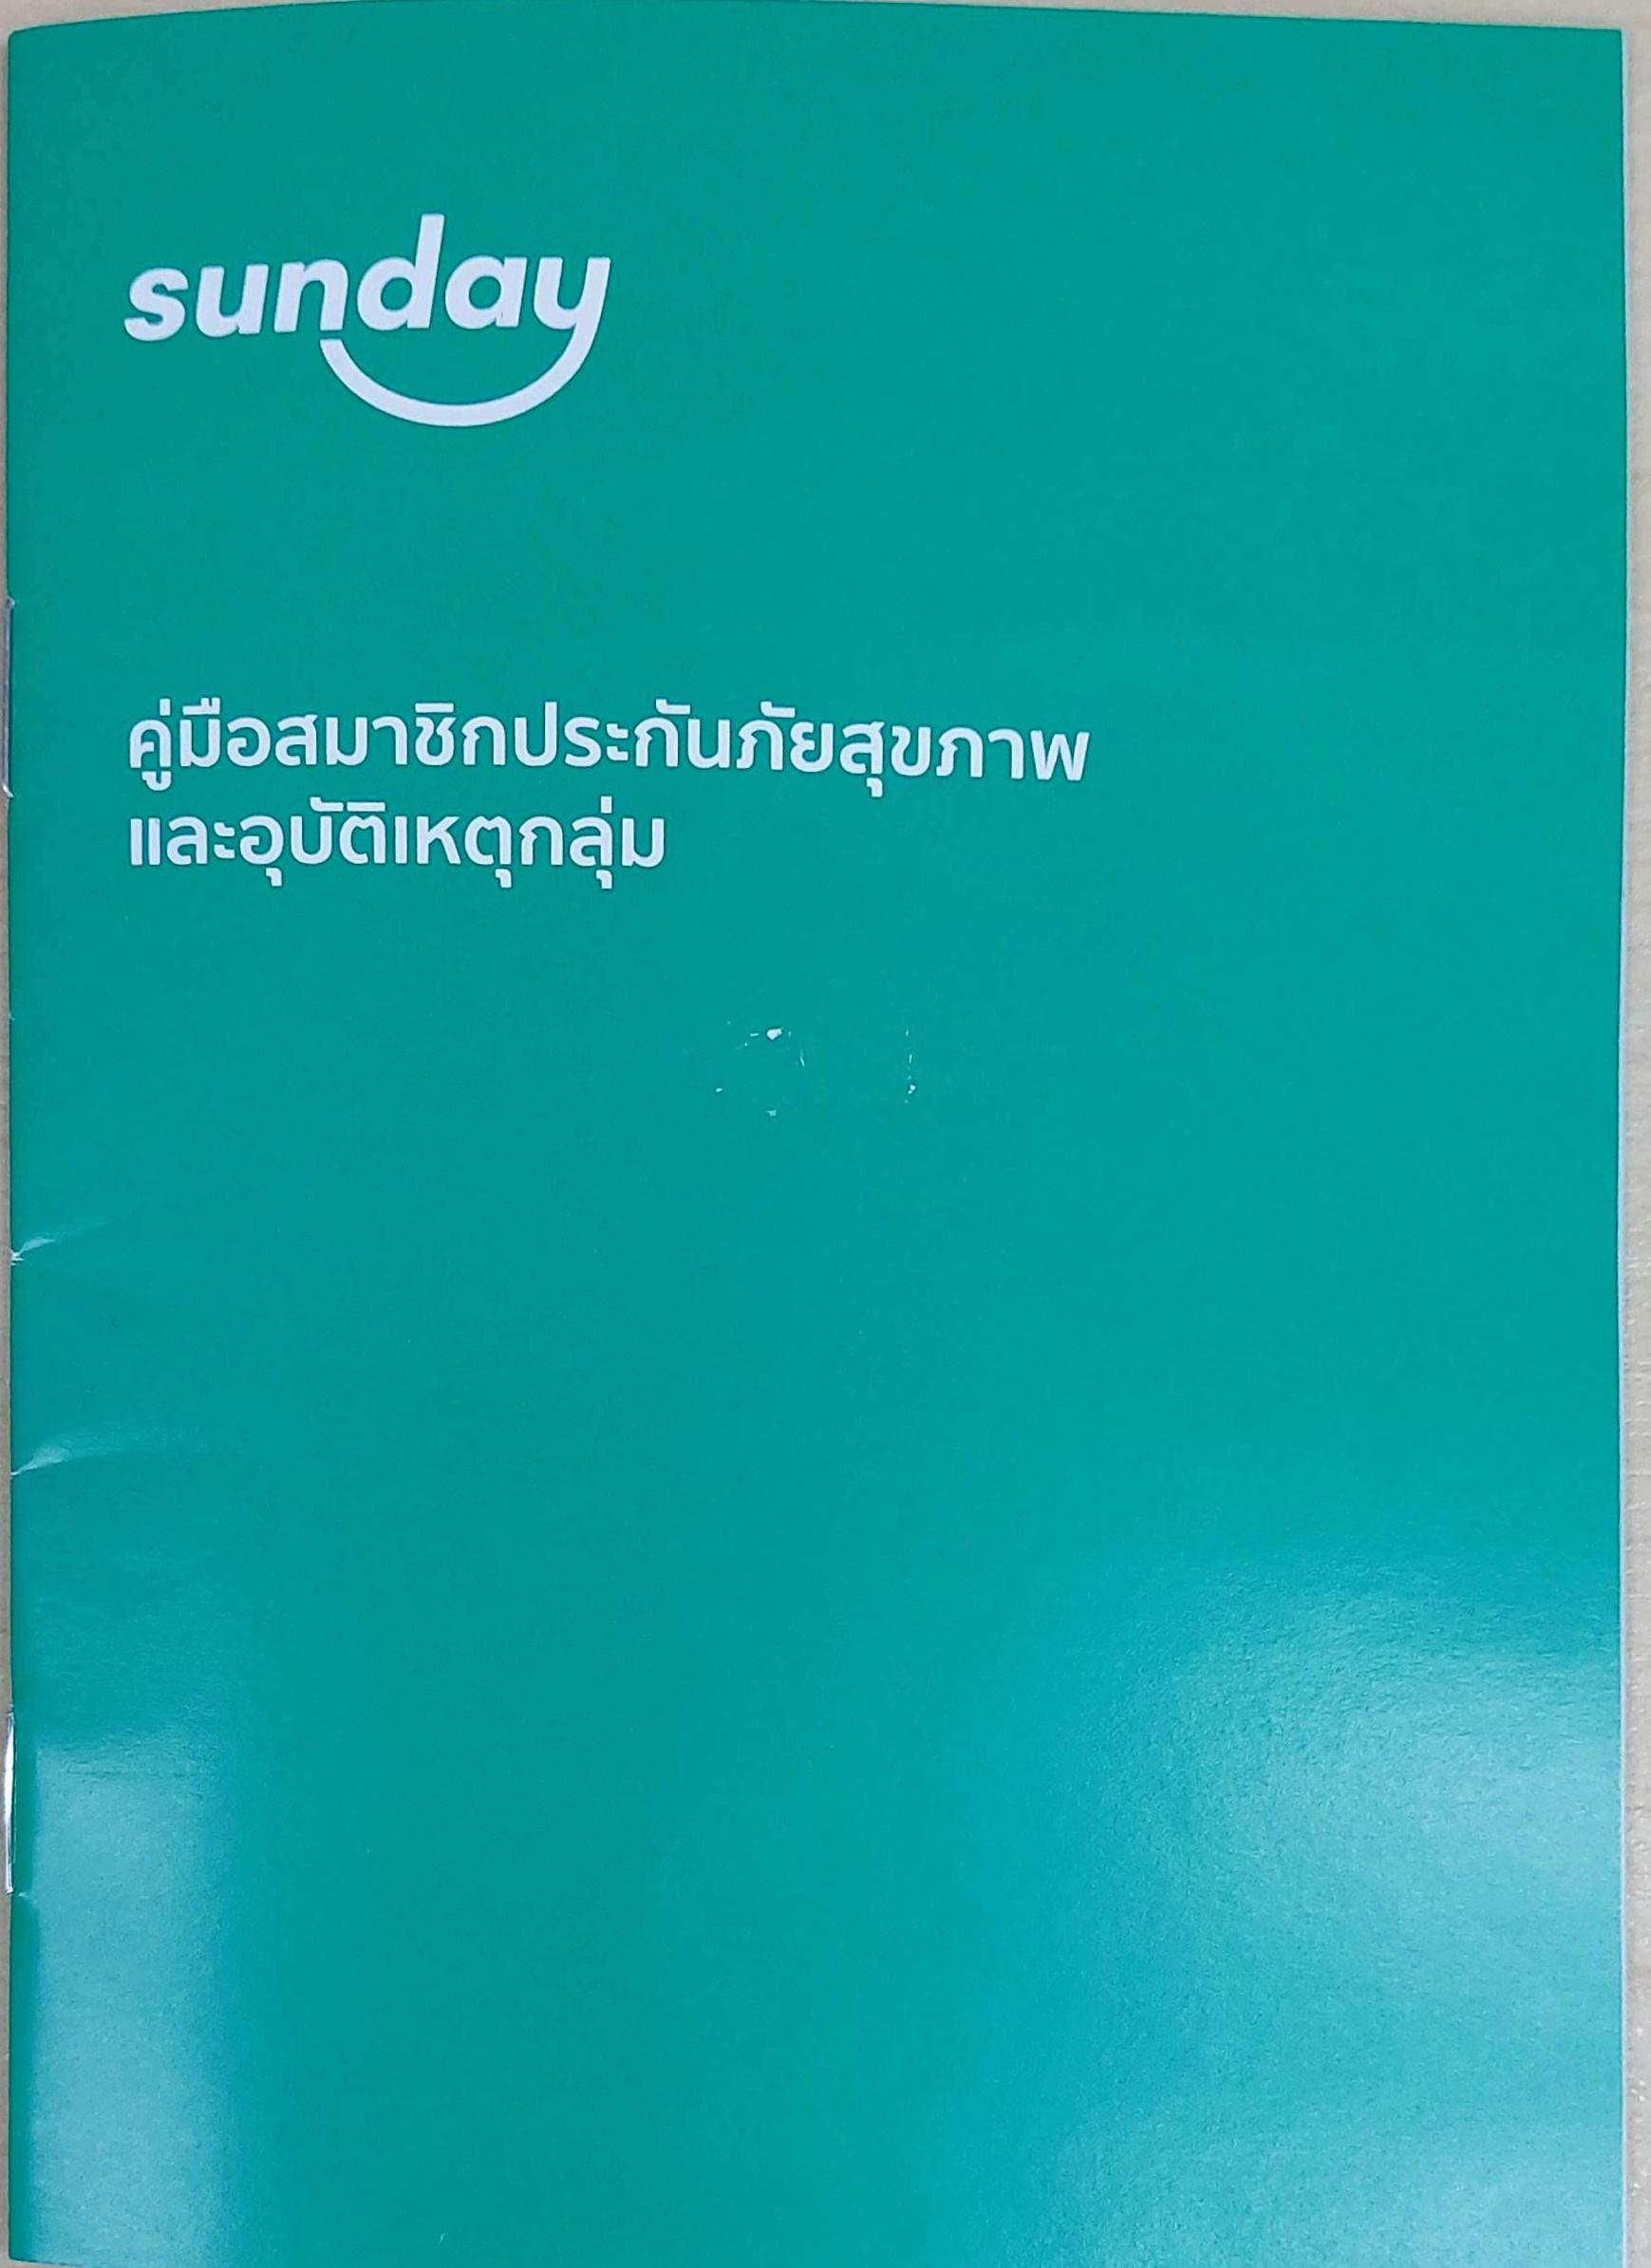 sunday
คู่มือสมาชิกประกันภัยสุขภาพ
และอุบัติเหตุกลุ่ม